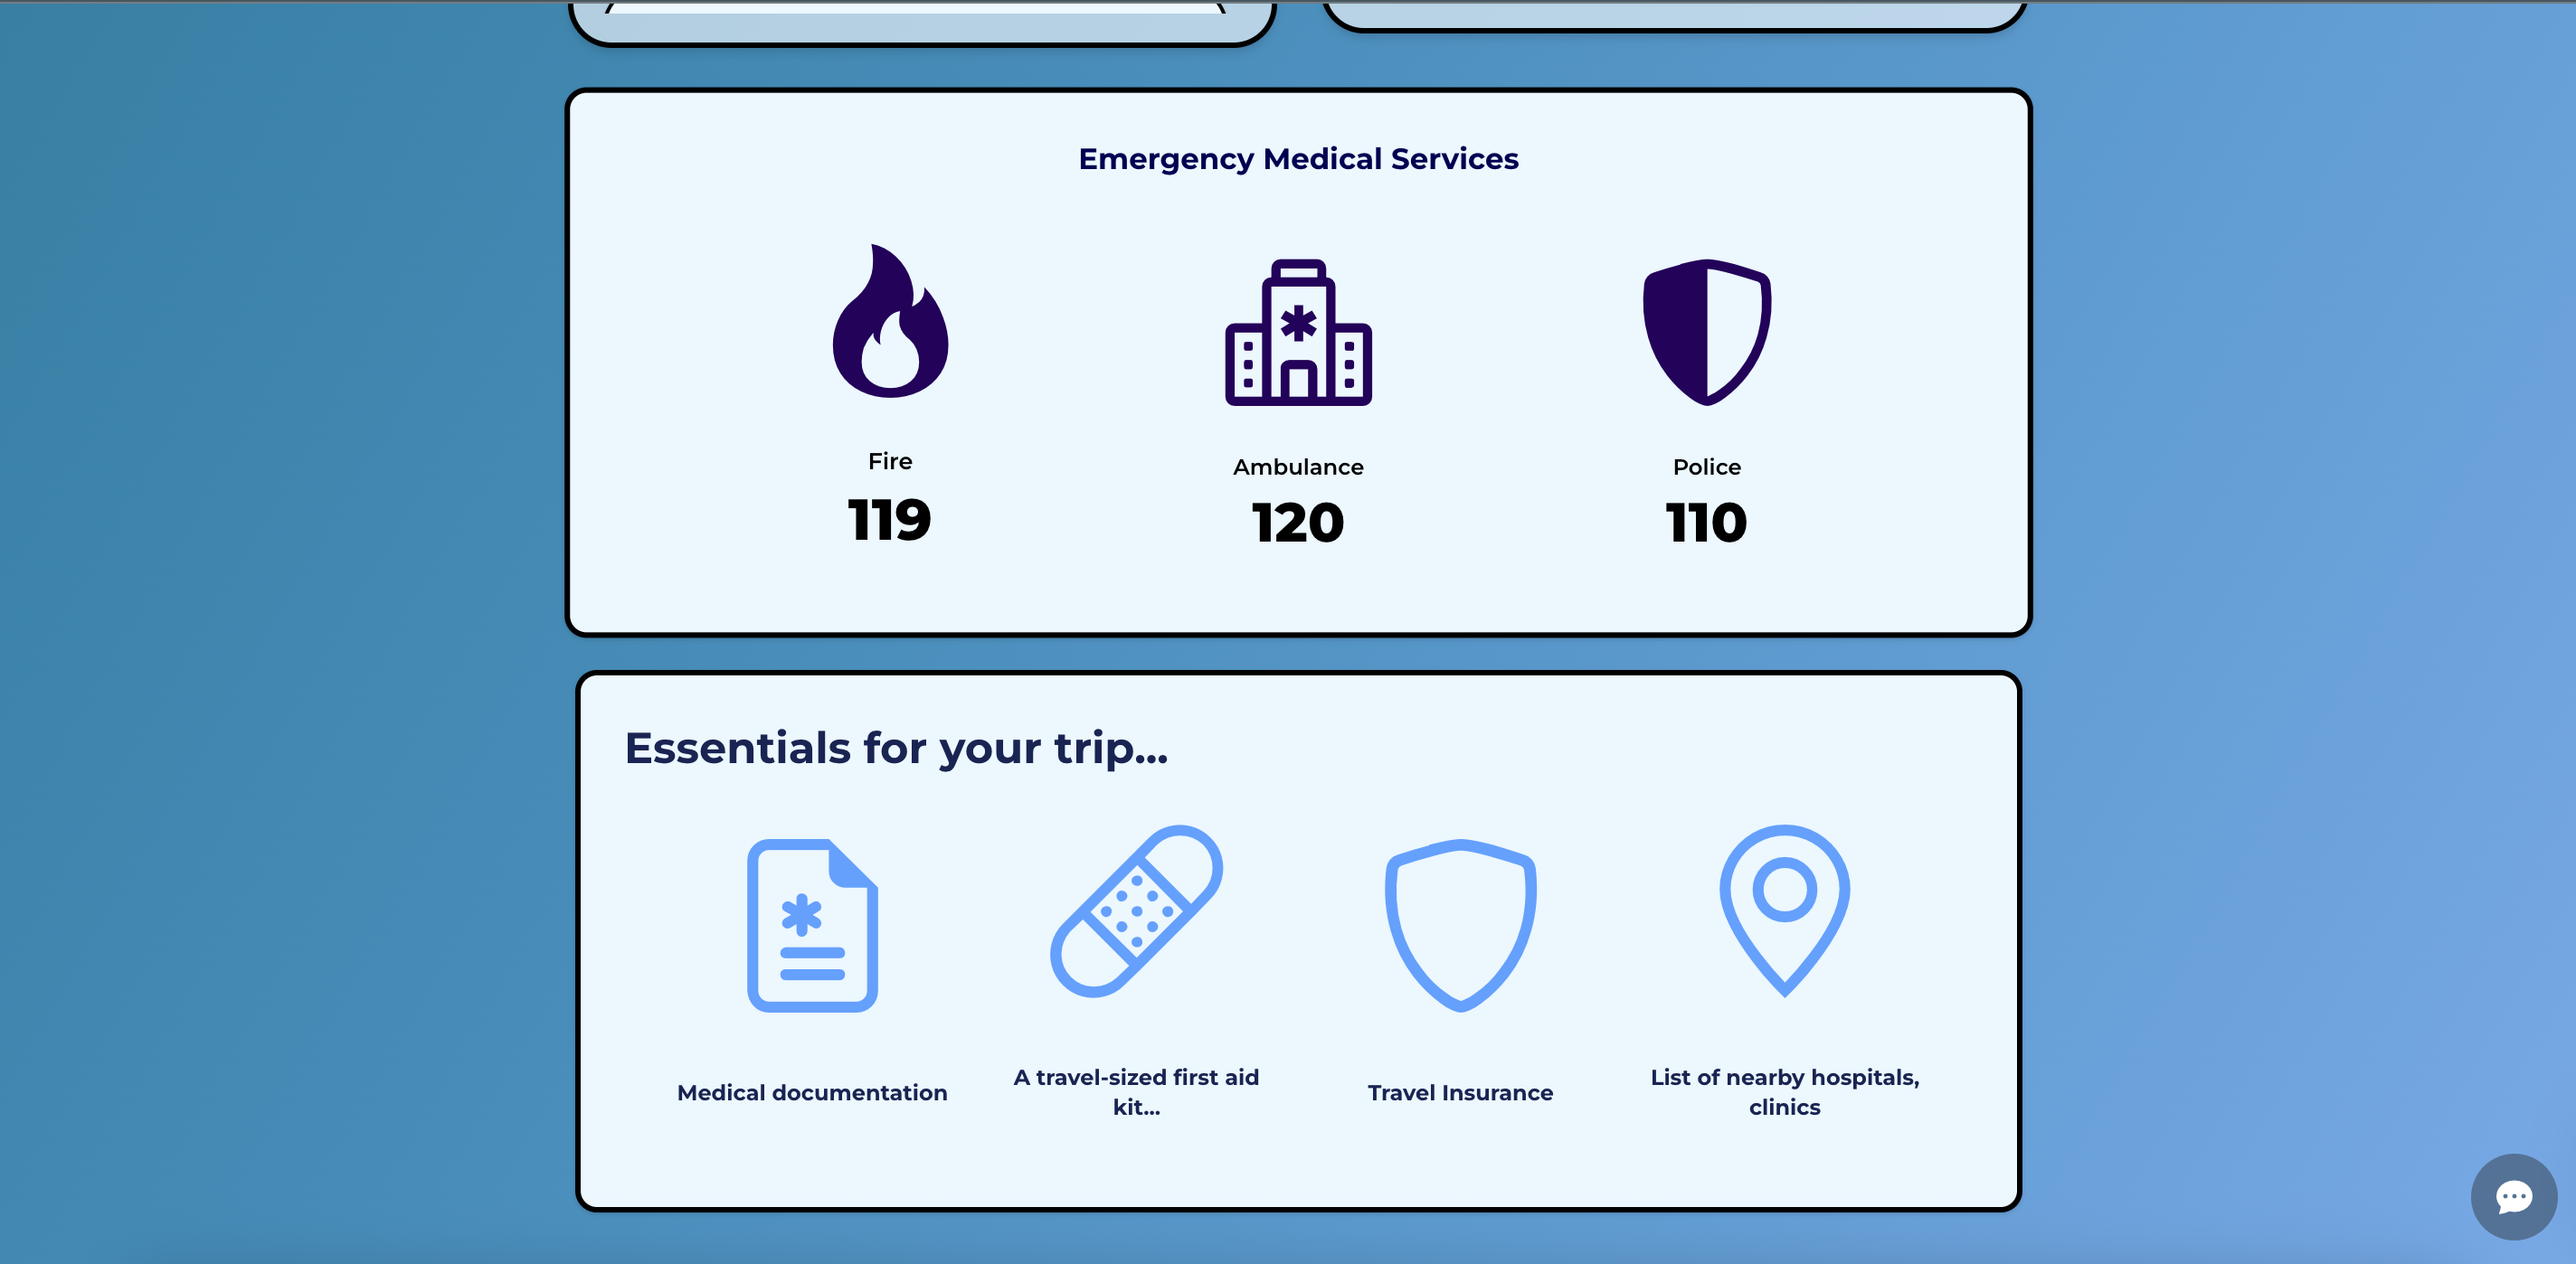 Emergency Medical Services
Fire
119
Ambulance
120
Police
110
Essentials for your trip...
Medical documentation
A travel-sized first aid
kit...
Travel Insurance
List of nearby hospitals,
clinics